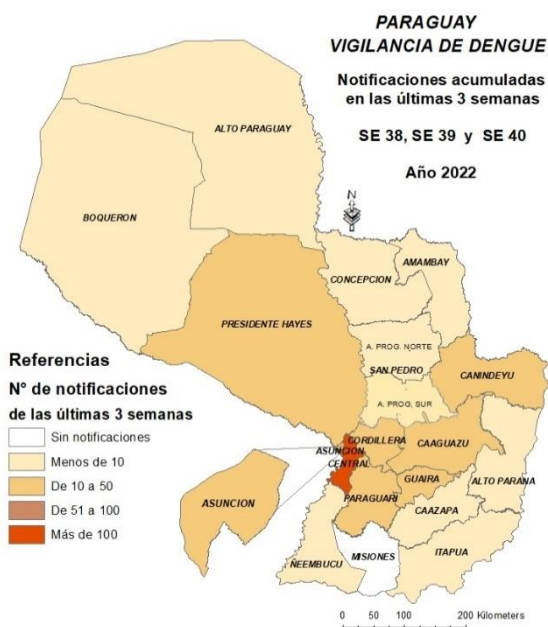 PARAGUAY
VIGILANCIA DE DENGUE
Notificaciones acumuladas
en las últimas 3 semanas
SE 38, SE 39 y SE 40
Año 2022
N
ALTO PARAGUAY
BOQUERON
CONCEPCION
AMAMBAY
PRESIDENTE HAYES
A. PROG. NORTE
SAN PEDRO
A. PROG. SUR
CANINDEYU
CORDILLERA
CAAGUAZU
ASUNCION
CENTRAL
ASUNCION
PARAGUARI
GUAIRA
ALTO PARANA
CAAZAPA
ÑEEMBUCU
MISIONES
ITAPUA
Referencias
N° de notificaciones
de las últimas 3 semanas
Sin notificaciones
Menos de 10
De 10 a 50
De 51 a 100
Más de 100
0 50 100 200 Kilometers